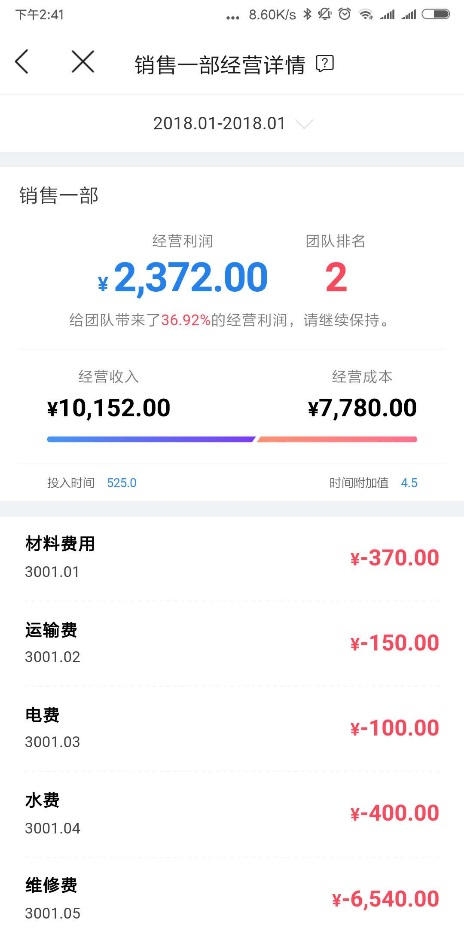 下午2:41
... 8.60K/s
销售一部经营详情 ?
2018.01-2018.01
销售一部
经营利润 团队排名
¥2,372.00 2
给团队带来了36.92%的经营利润，请继续保持。
经营收入 经营成本
¥10,152.00 ¥7,780.00
投入时间 525.0 时间附加值 4.5
材料费用
¥-370.00
3001.01
运输费
¥-150.00
3001.02
电费
¥-100.00
3001.03
水费
¥-400.00
3001.04
维修费
¥-6,540.00
3001.05